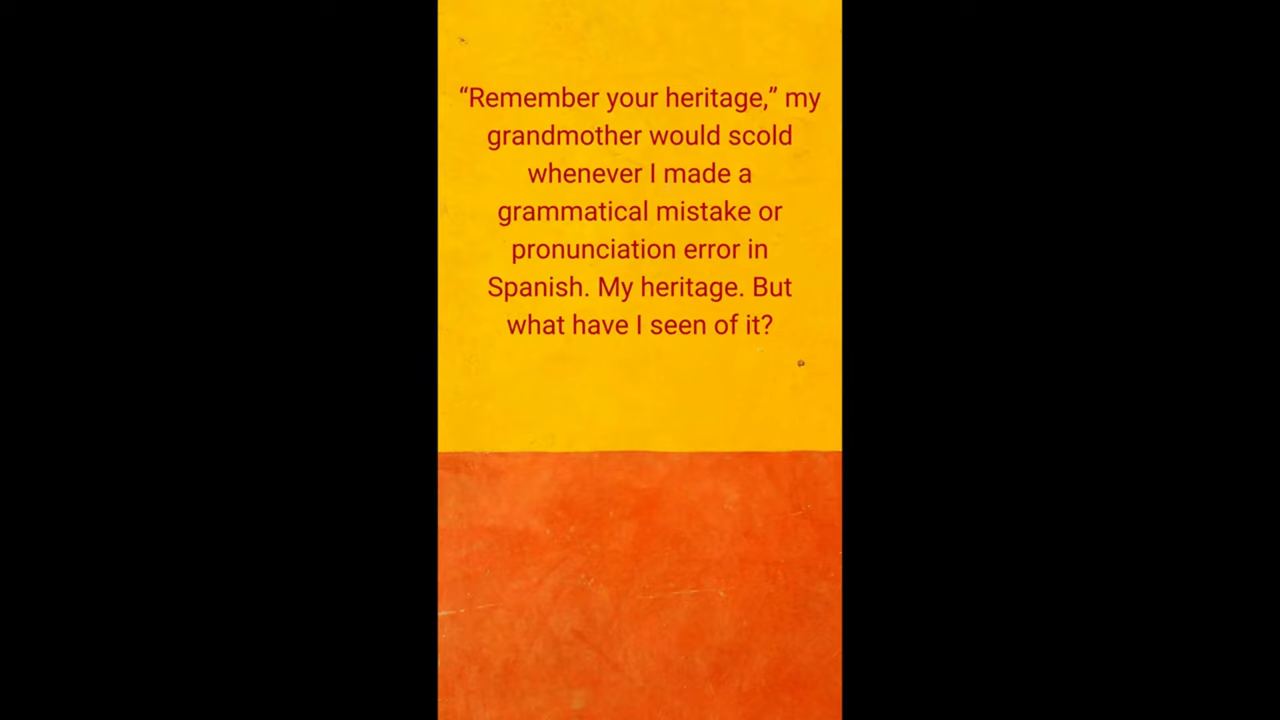 “Remember your heritage,” my
grandmother would scold
whenever I made a
grammatical mistake or
pronunciation error in
Spanish. My heritage. But
what have I seen of it?